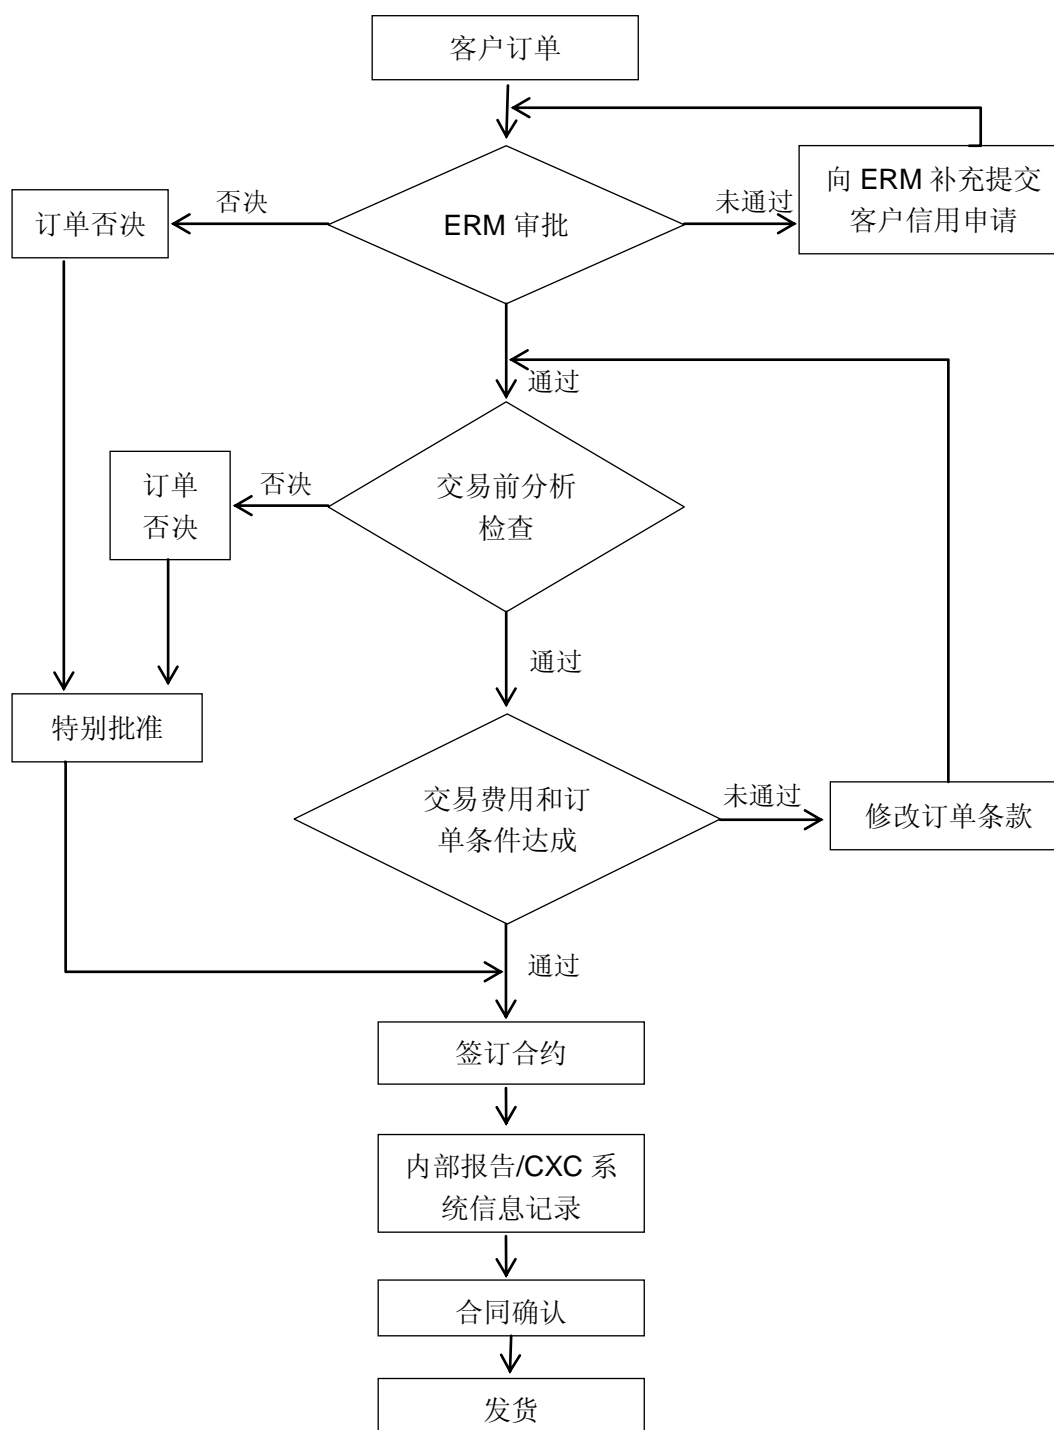 客户订单
向 ERM 补充提交
客户信用申请
否决
未通过
订单否决
ERM 审批
通过
订单
否决
否决
交易前分析
检查
通过
特别批准
交易费用和订
单条件达成
未通过
修改订单条款
通过
签订合约
内部报告/CXC 系
统信息记录
合同确认
发货